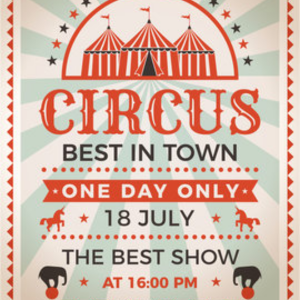 CIRCUS
BEST IN TOWN
ONE DAY ONLY
18 JULY
THE BEST SHOW
AT 16:00 PM